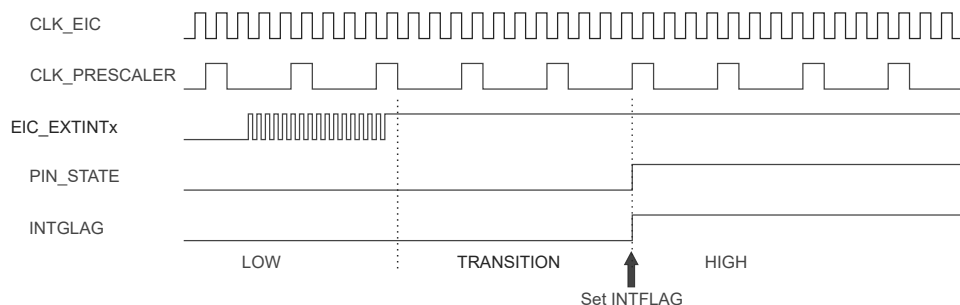 CLK_EIC
CLK_PRESCALER
EIC_EXTINTx
PIN_STATE
INTGLAG
LOW TRANSITION HIGH
Set INTFLAG